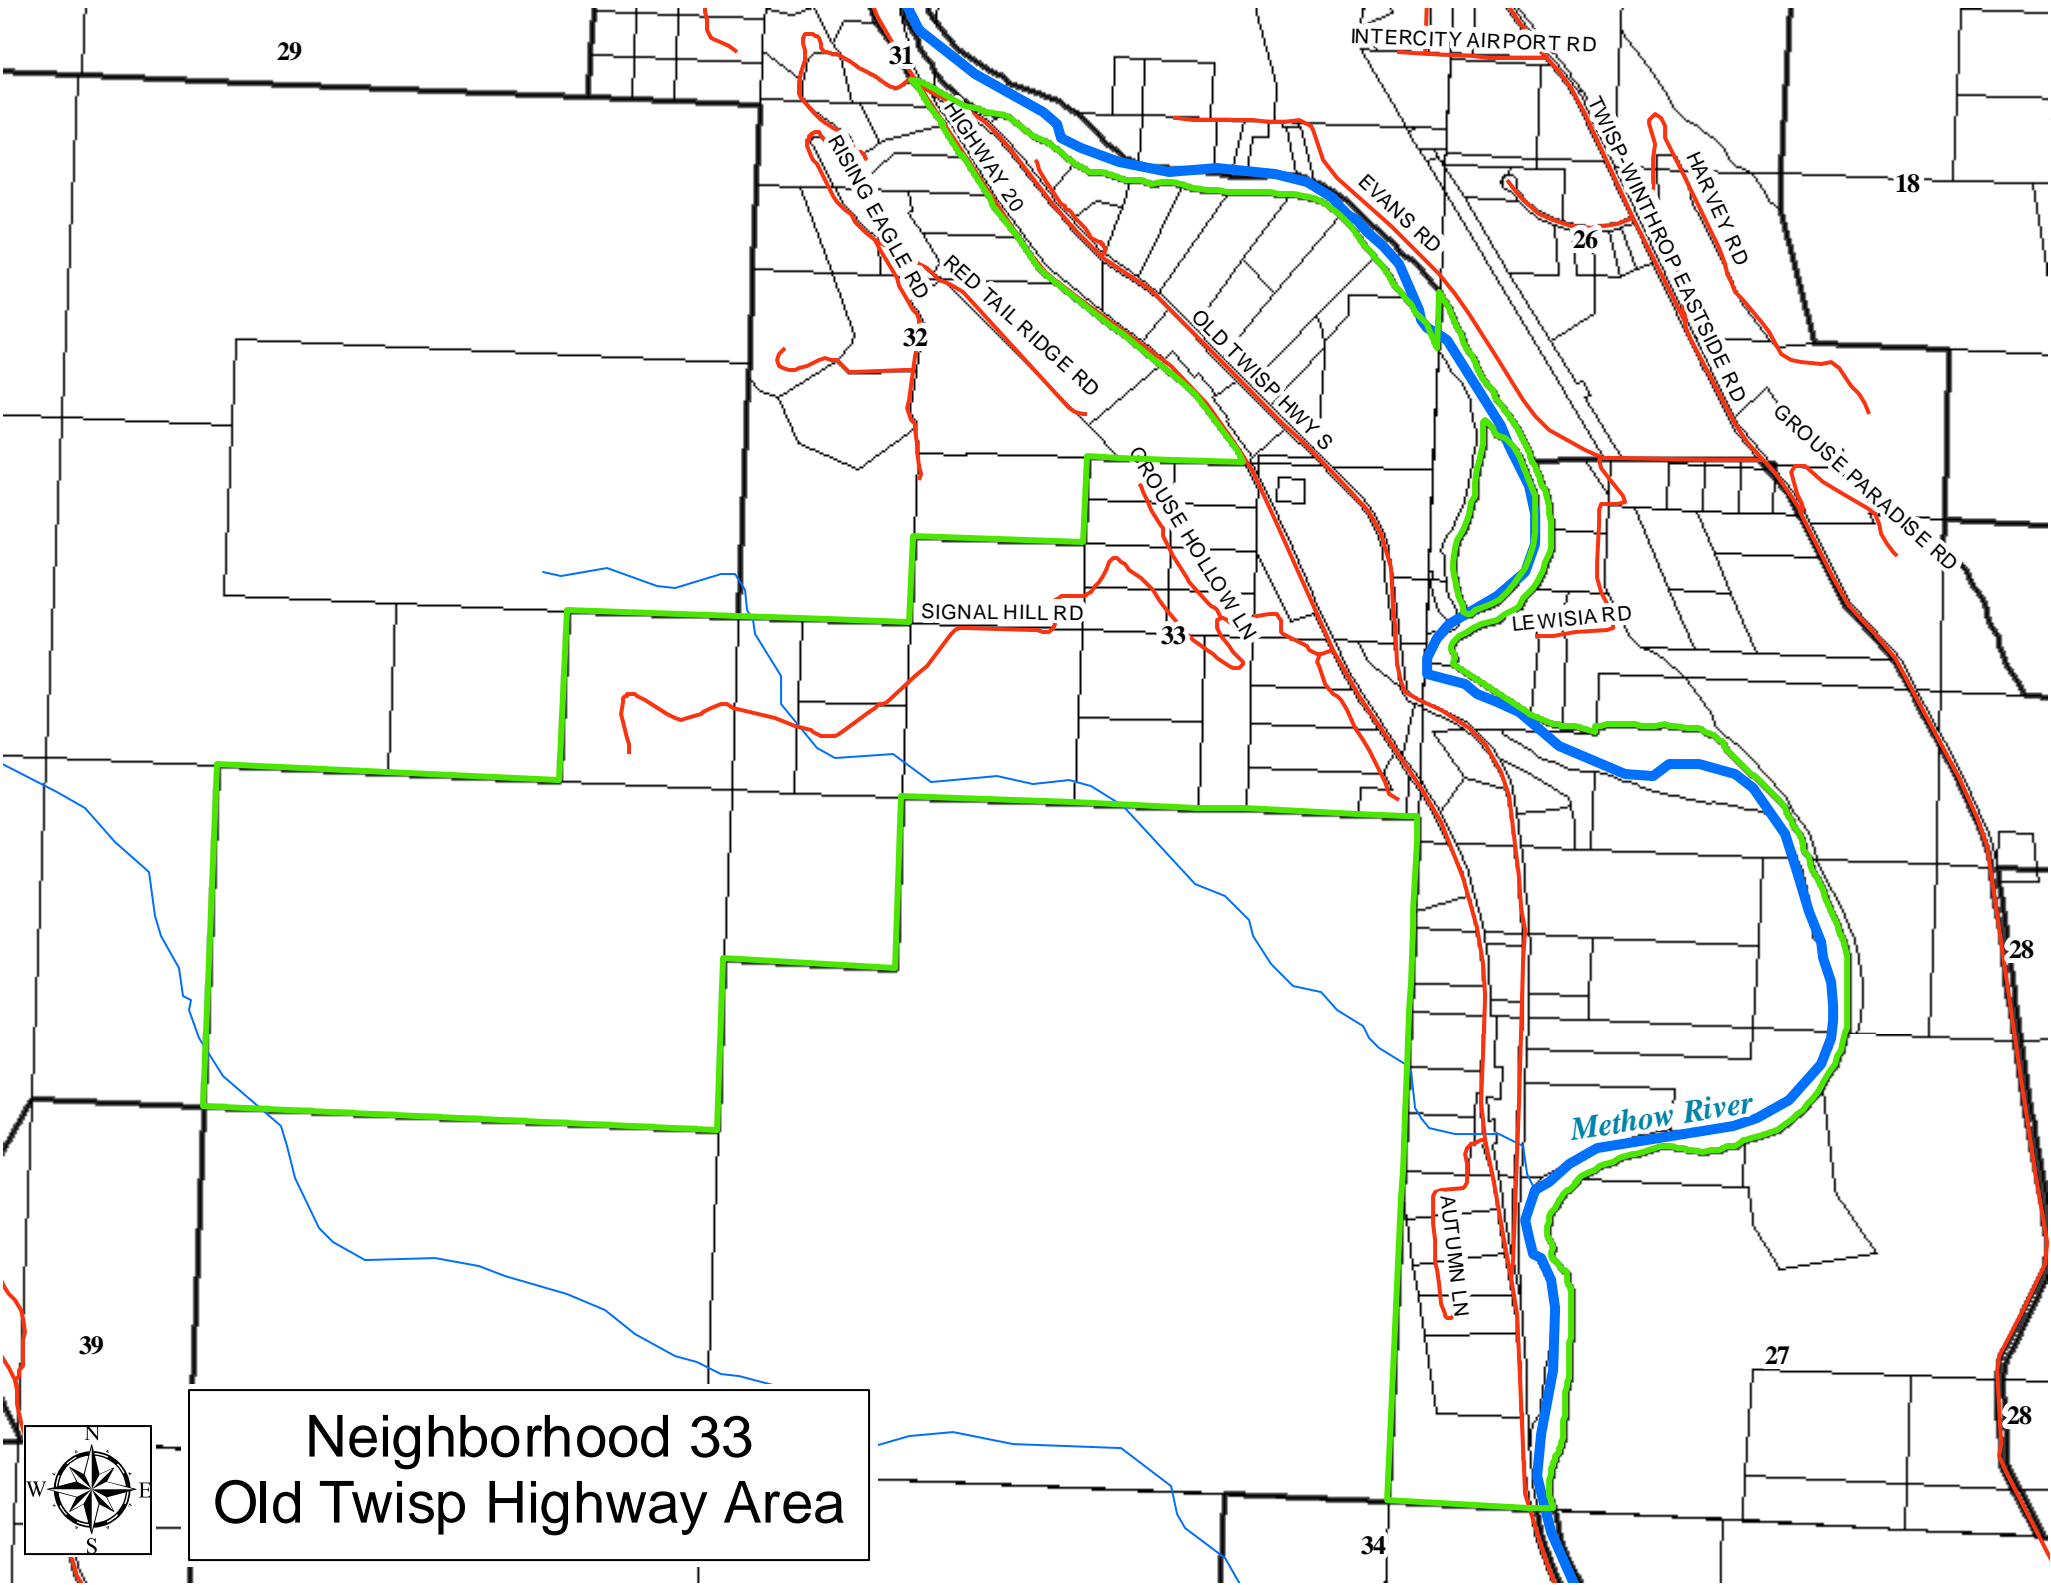 29
31
INTERCITY AIRPORT RD
HIGHWAY 20
TWISP-WINTHROP EASTSIDE RD
HARVEY RD
18
RISING EAGLE RD
EVANS RD
26
RED TAIL RIDGE RD
32
OLD TWISP HWY S
GROUSE PARADISE RD
GROUSE HOLLOW LN
SIGNAL HILL RD
33
LEWISIA RD
28
Methow River
AUTUMN LN
39
27
28
Neighborhood 33
Old Twisp Highway Area
N
W
E
S
34